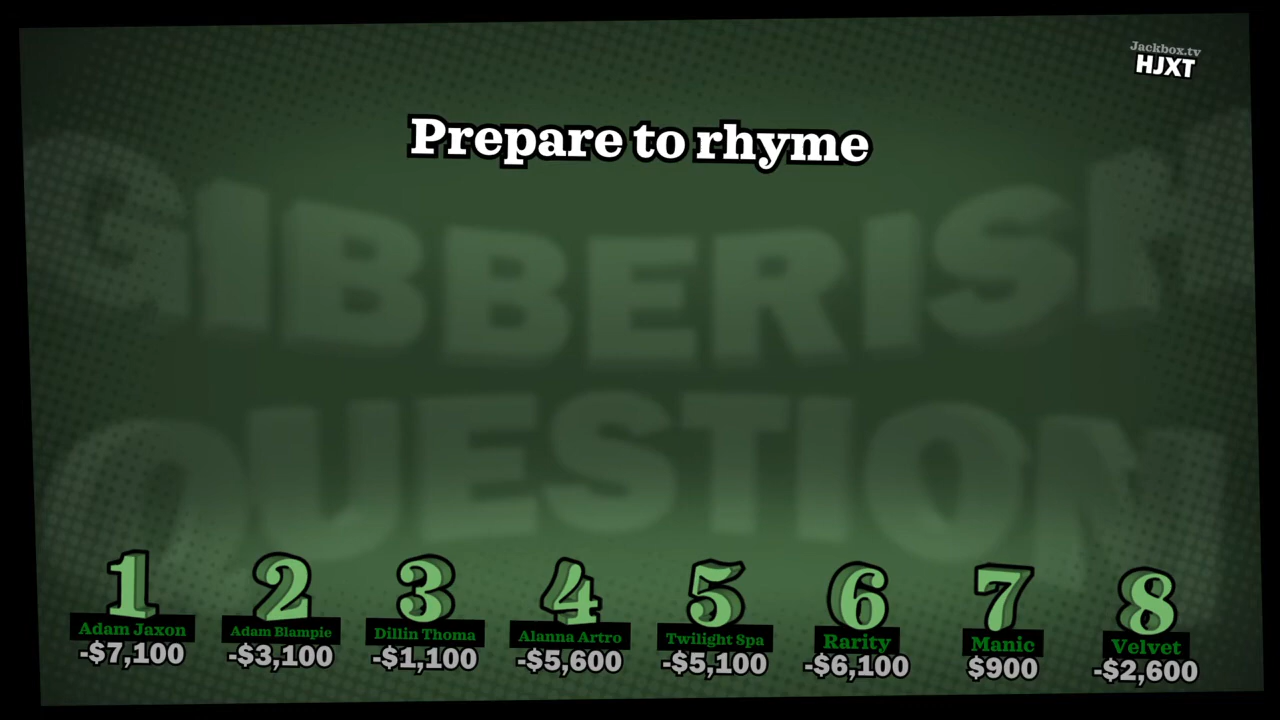 Jackbox.tv
HJXT
Prepare to rhyme
GIBBERISH
QUESTION
1 2 3 4 5 6 7 8
Adam Jaxon Adam Blampie Dillin Thoma Alanna Artro Twilight Spa Rarity Manic Velvet
-$7,100 -$3,100 -$1,100 -$5,600 -$5,100 -$6,100 $900 -$2,600